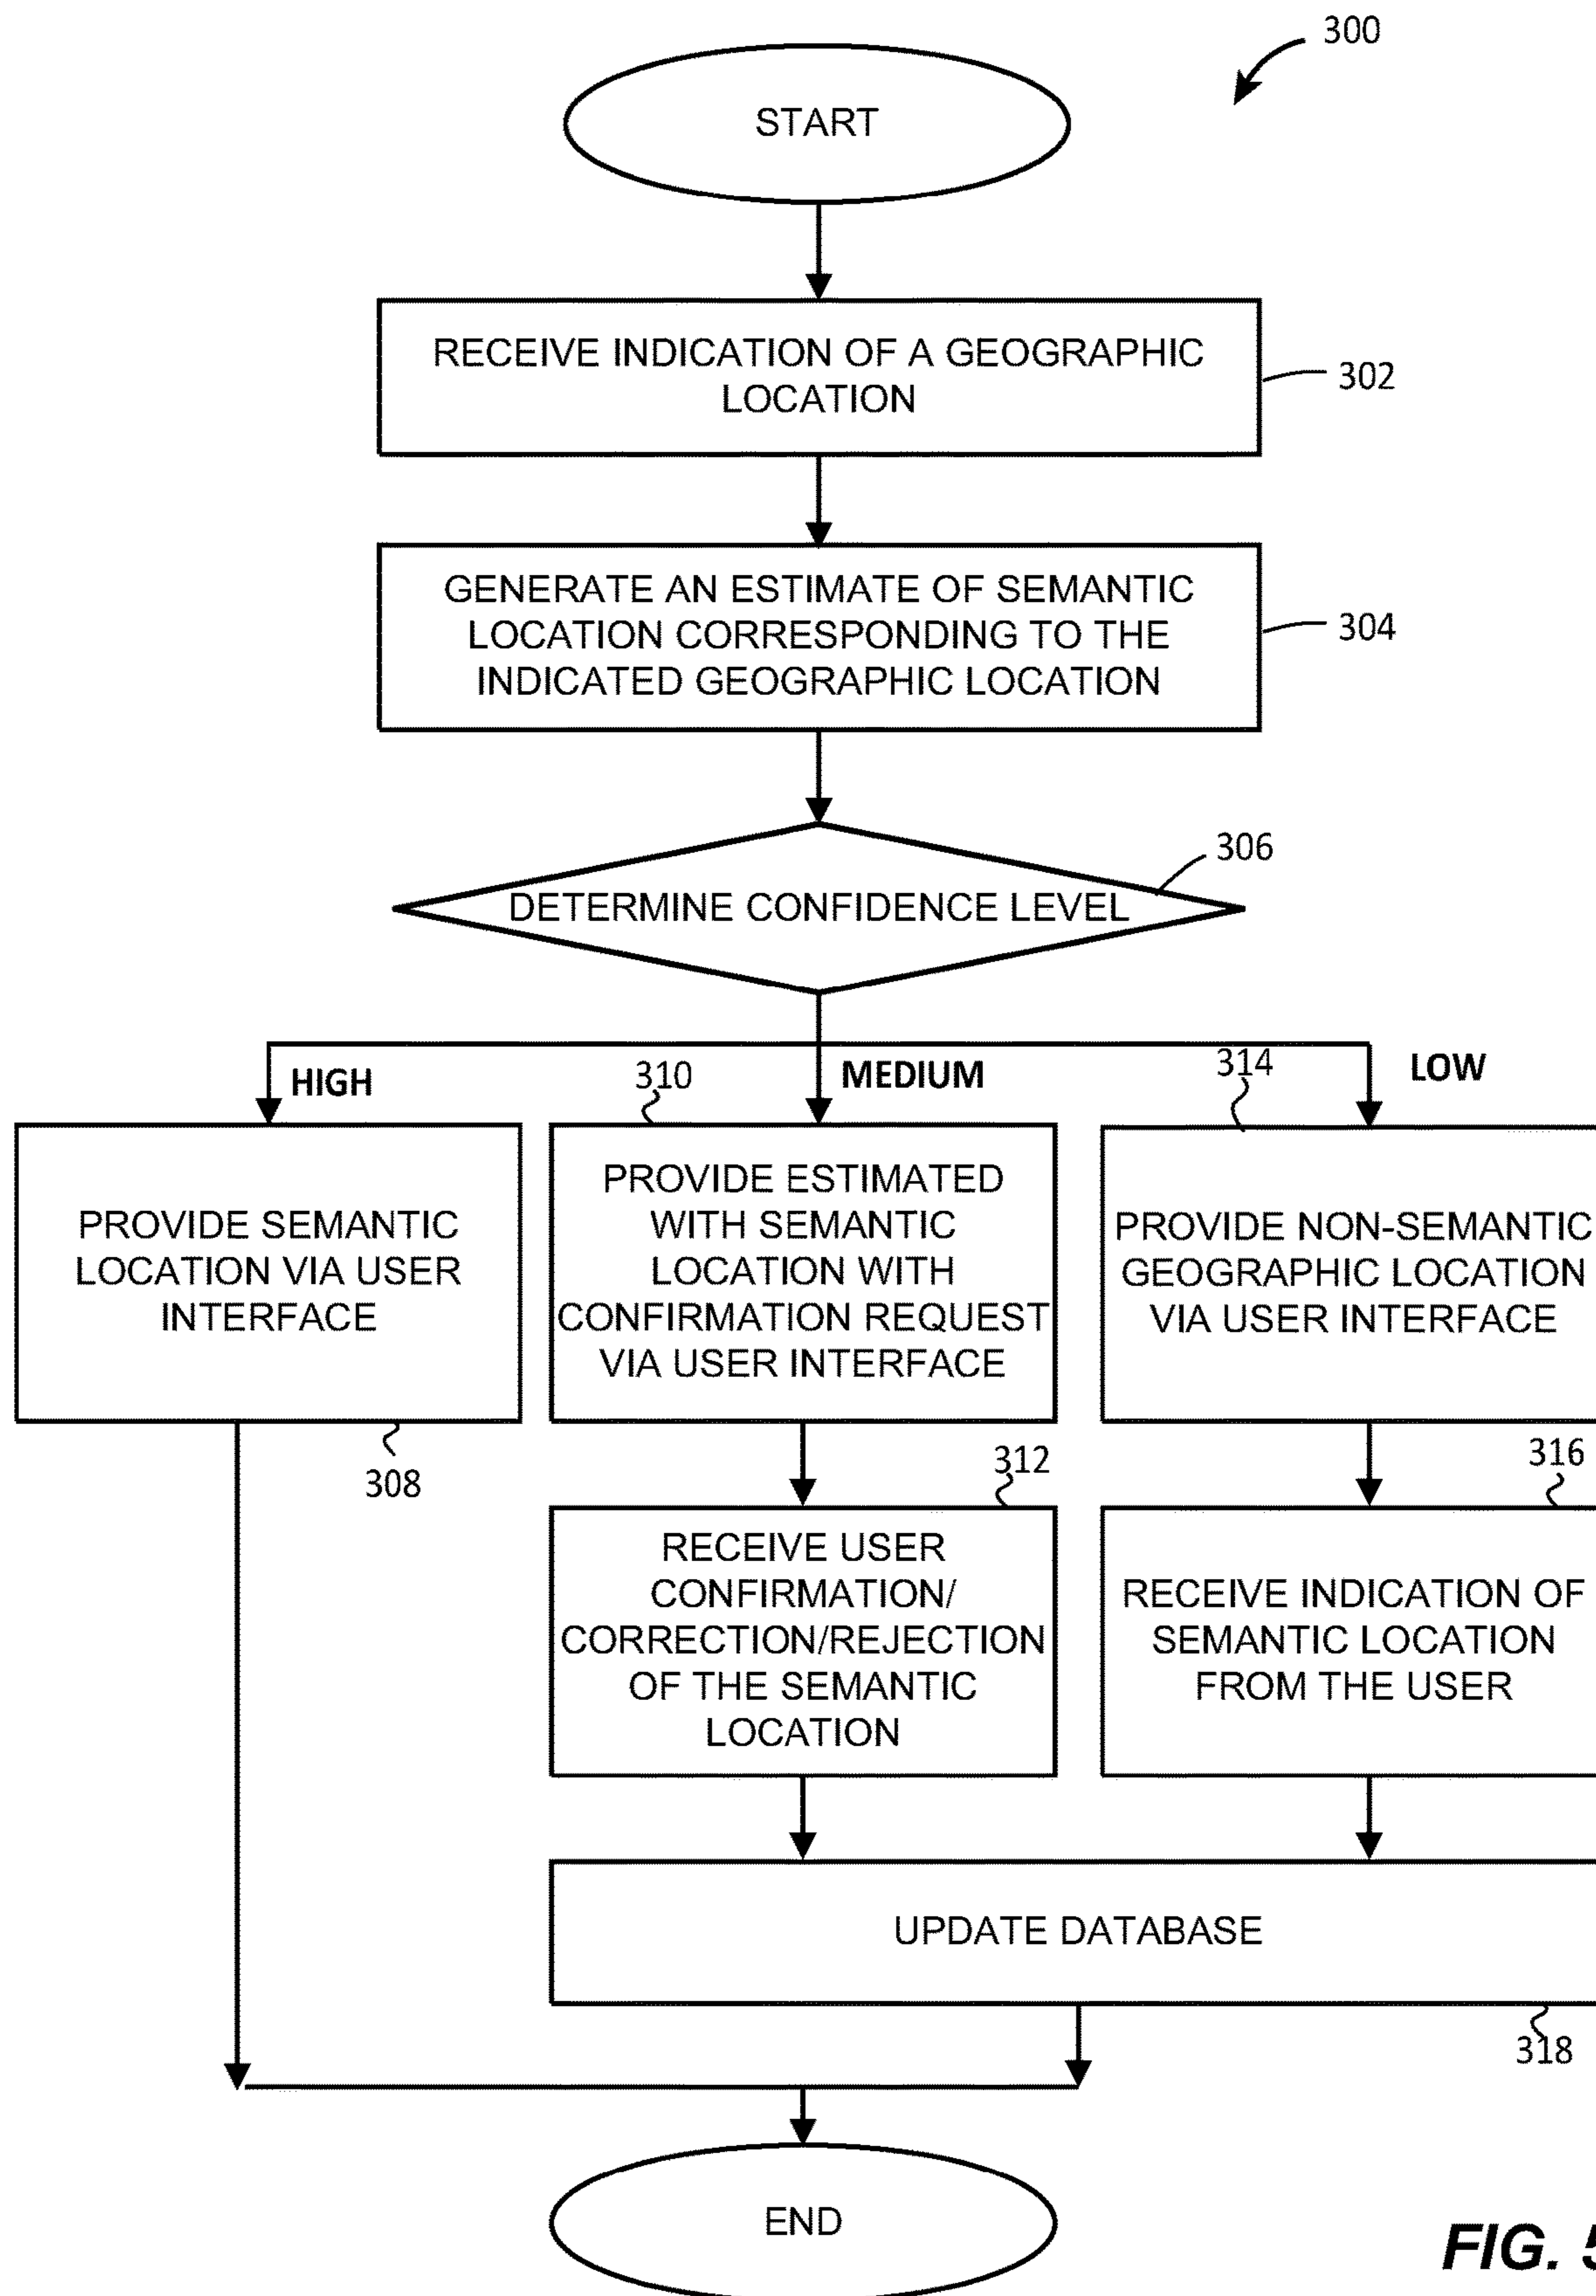 300
START
RECEIVE INDICATION OF A GEOGRAPHIC
LOCATION
302
GENERATE AN ESTIMATE OF SEMANTIC
LOCATION CORRESPONDING TO THE
INDICATED GEOGRAPHIC LOCATION
304
306
DETERMINE CONFIDENCE LEVEL
HIGH
310
MEDIUM
314
LOW
PROVIDE SEMANTIC
LOCATION VIA USER
INTERFACE
308
PROVIDE ESTIMATED
WITH SEMANTIC
LOCATION WITH
CONFIRMATION REQUEST
VIA USER INTERFACE
PROVIDE NON-SEMANTIC
GEOGRAPHIC LOCATION
VIA USER INTERFACE
312
316
RECEIVE USER
CONFIRMATION/
CORRECTION/REJECTION
OF THE SEMANTIC
LOCATION
RECEIVE INDICATION OF
SEMANTIC LOCATION
FROM THE USER
UPDATE DATABASE
318
END
FIG. 5